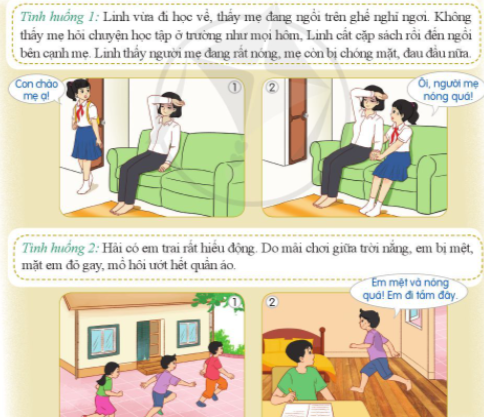 Tình huống 1: Linh vừa đi học về, thấy mẹ đang ngồi trên ghế nghỉ ngơi. Không
thấy mẹ hỏi chuyện học tập ở trường như mọi hôm, Linh cất cặp sách rồi đến ngồi
bên cạnh mẹ. Linh thấy người mẹ đang rất nóng, mẹ còn bị chóng mặt, đau đầu nữa.
Con chào
mẹ ạ!
1
2
Ôi, người mẹ
nóng quá!
Tình huống 2: Hải có em trai rất hiếu động. Do mải chơi giữa trời nắng, em bị mệt,
mặt em đỏ gay, mồ hôi ướt hết quần áo.
1
2
Em mệt và nóng
quá! Em đi tắm đây.